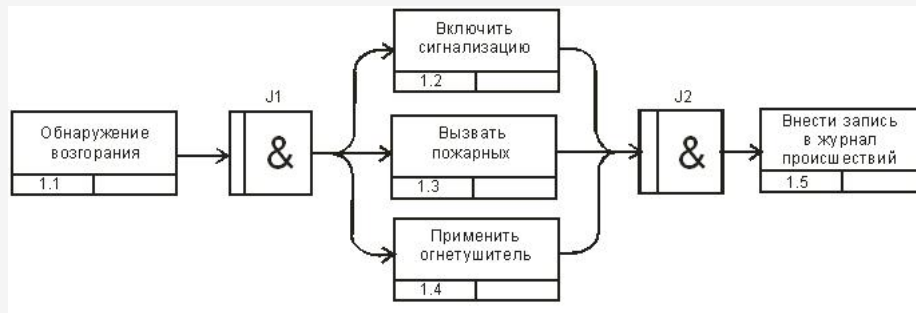 Обнаружение
возгорания
1.1
J1
&
Включить
сигнализацию
1.2
Вызвать
пожарных
1.3
Применить
огнетушитель
1.4
J2
&
Внести запись
в журнал
происшествий
1.5